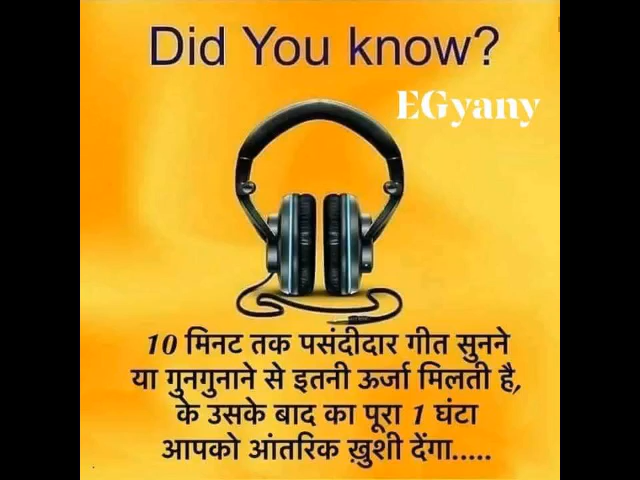 Did You know?
EGyany
10 मिनट तक पसंदीदार गीत सुनने
या गुनगुनाने से इतनी ऊर्जा मिलती है,
के उसके बाद का पूरा 1 घंटा
आपको आंतरिक ख़ुशी देंगा.....